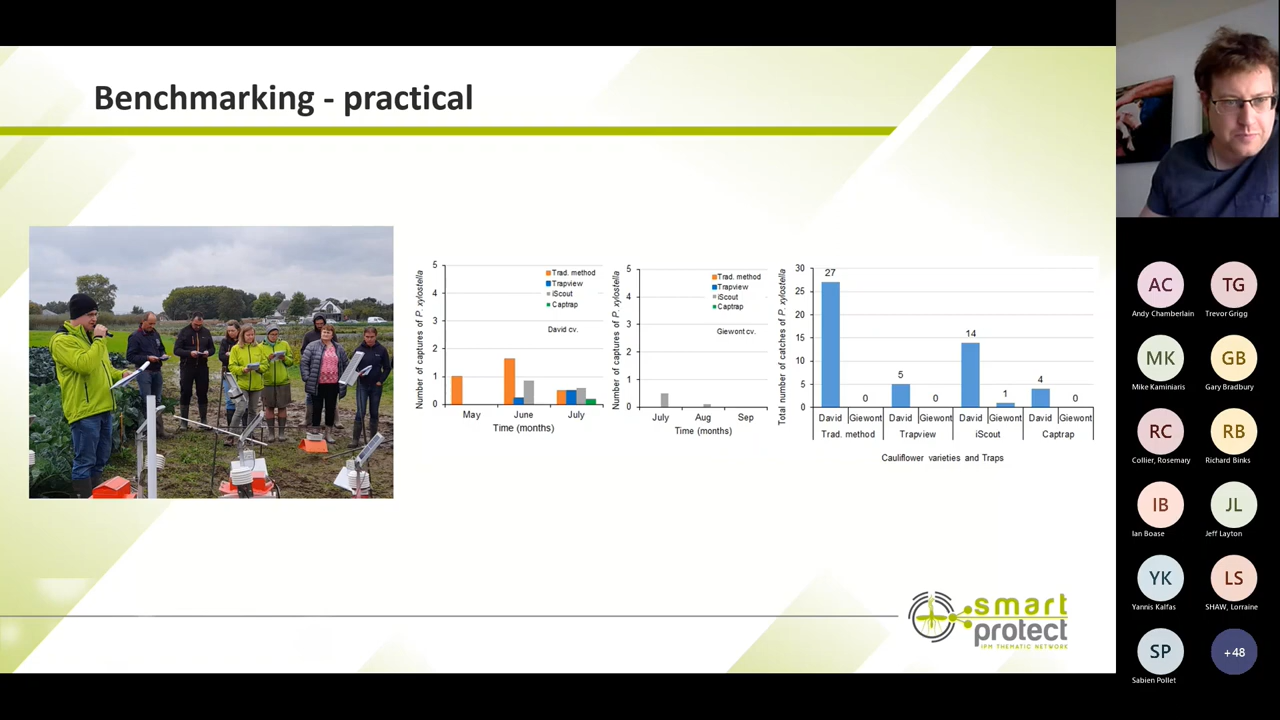 Benchmarking - practical
Number of captures of P. xylostella
5
4
3
2
1
0
Trad. method
Trapview
iScout
Captrap
David cv.
May June July
Time (months)
Number of captures of P. xylostella
5
4
3
2
1
0
Trad. method
Trapview
iScout
Captrap
Giewont cv.
July Aug Sep
Time (months)
Total number of catches of P. xylostella
30
25
20
15
10
5
0
27
0
5
0
14
1
4
0
David Giewont David Giewont David Giewont David Giewont
Trad. method Trapview iScout Captrap
Cauliflower varieties and Traps
smart
protect
IPM THEMATIC NETWORK
AC TG
Andy Chamberlain Trevor Grigg
MK GB
Mike Kaminiaris Gary Bradbury
RC RB
Collier, Rosemary Richard Binks
IB JL
Ian Boase Jeff Layton
YK LS
Yannis Kalfas SHAW, Lorraine
SP +48
Sabien Pollet